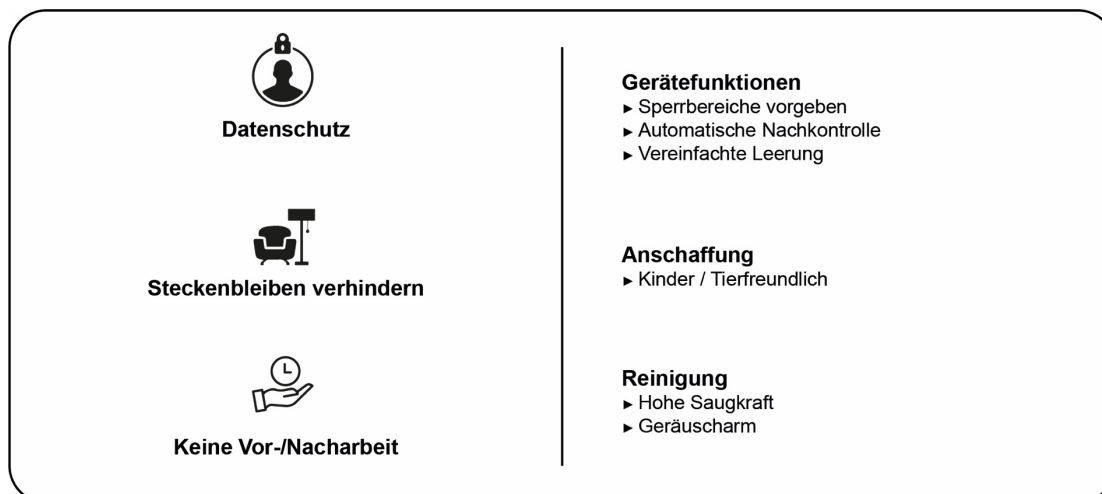 Datenschutz
Steckenbleiben verhindern
Keine Vor-/Nacharbeit
Gerätefunktionen
► Sperrbereiche vorgeben
► Automatische Nachkontrolle
► Vereinfachte Leerung
Anschaffung
► Kinder / Tierfreundlich
Reinigung
► Hohe Saugkraft
► Geräuscharm